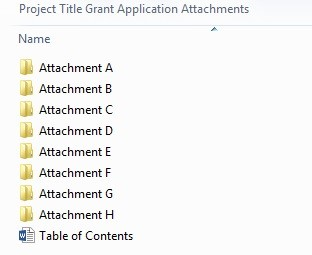 Project Title Grant Application Attachments
Name
Attachment A
Attachment B
Attachment C
Attachment D
Attachment E
Attachment F
Attachment G
Attachment H
Table of Contents